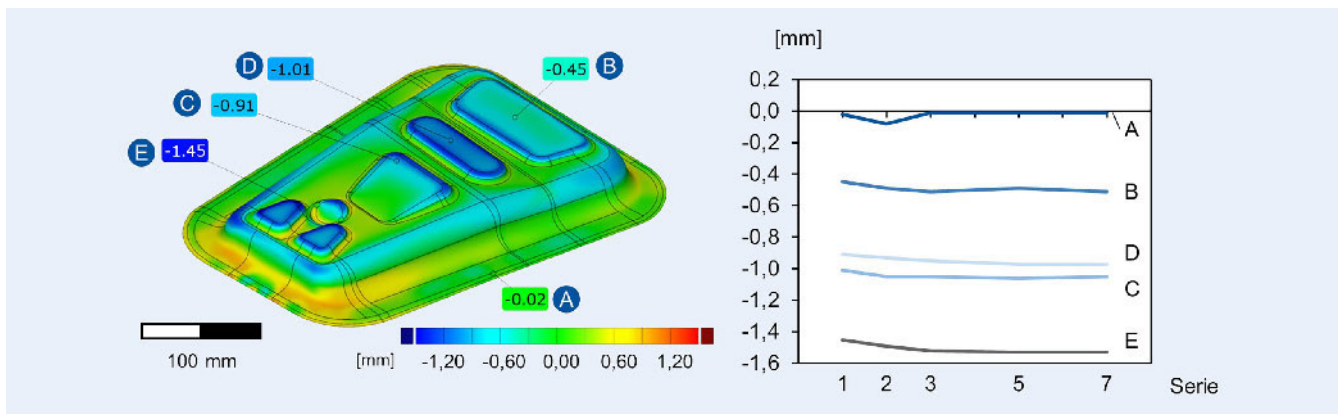 D -1.01
-0.45 B
C -0.91
E -1.45
-0.02 A
100 mm
[mm] -1,20 -0,60 0,00 0,60 1,20
[mm]
0,2
0,0
A
-0,2
-0,4
B
-0,6
-0,8
D
-1,0
C
-1,2
-1,4
E
-1,6
1 2 3 5 7 Serie